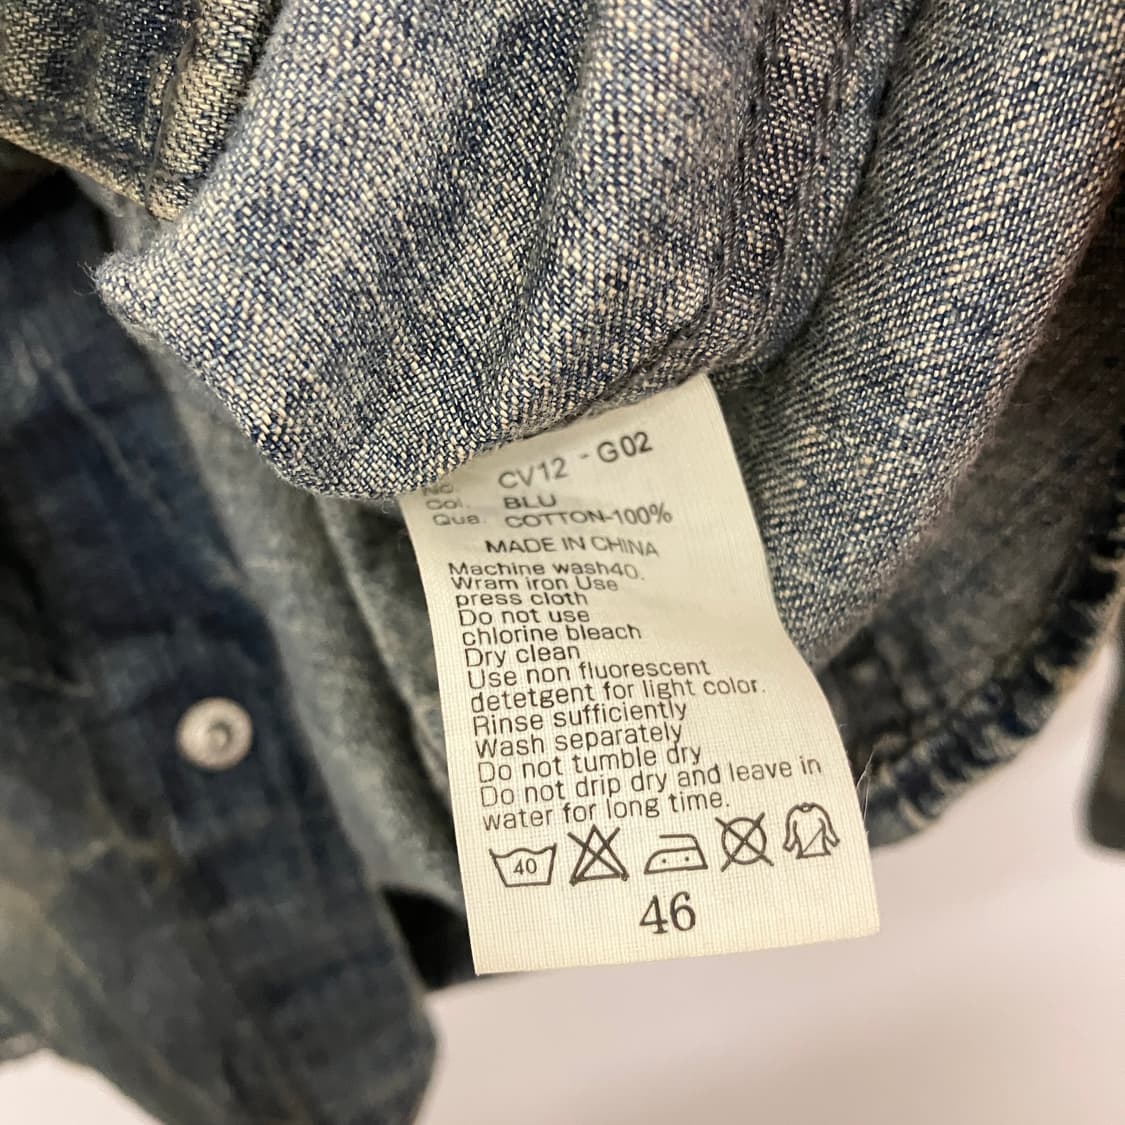 No. CV12 - G02
Col. BLU
Qua. COTTON-100%
MADE IN CHINA
Machine wash40.
Wram iron Use
press cloth
Do not use
chlorine bleach
Dry clean
Use non fluorescent
detetgent for light color.
Rinse sufficiently
Wash separately
Do not tumble dry
Do not drip dry and leave in
water for long time.
40
46